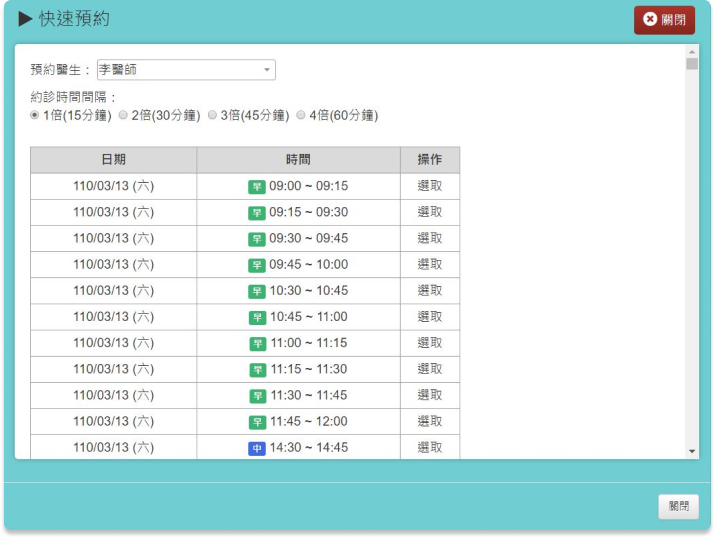 快速預約
關閉
預約醫生： 李醫師
約診時間間隔：
1倍(15分鐘) 2倍(30分鐘) 3倍(45分鐘) 4倍(60分鐘)
日期 時間 操作
110/03/13 (六) 早 09:00 ~ 09:15 選取
110/03/13 (六) 早 09:15 ~ 09:30 選取
110/03/13 (六) 早 09:30 ~ 09:45 選取
110/03/13 (六) 早 09:45 ~ 10:00 選取
110/03/13 (六) 早 10:30 ~ 10:45 選取
110/03/13 (六) 早 10:45 ~ 11:00 選取
110/03/13 (六) 早 11:00 ~ 11:15 選取
110/03/13 (六) 早 11:15 ~ 11:30 選取
110/03/13 (六) 早 11:30 ~ 11:45 選取
110/03/13 (六) 早 11:45 ~ 12:00 選取
110/03/13 (六) 中 14:30 ~ 14:45 選取
關閉